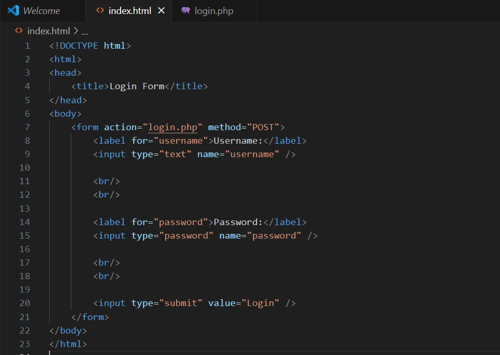 Welcome index.html login.php
index.html > ...
1 <!DOCTYPE html>
2 <html>
3 <head>
4 <title>Login Form</title>
5 </head>
6 <body>
7 <form action="login.php" method="POST">
8 <label for="username">Username:</label>
9 <input type="text" name="username" />
10
11 <br/>
12 <br/>
13
14 <label for="password">Password:</label>
15 <input type="password" name="password" />
16
17 <br/>
18 <br/>
19
20 <input type="submit" value="Login" />
21 </form>
22 </body>
23 </html>